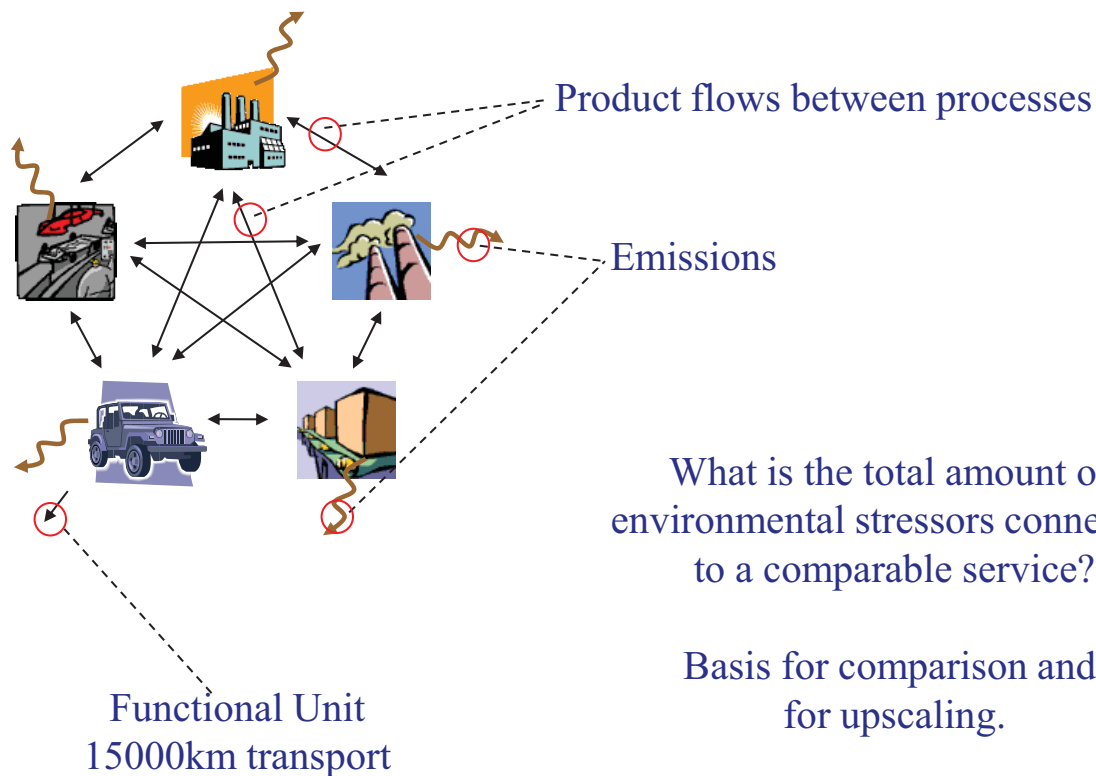 Product flows between processes
Emissions
What is the total amount o
environmental stressors conne
to a comparable service?
Basis for comparison and
for upscaling.
Functional Unit
15000km transport